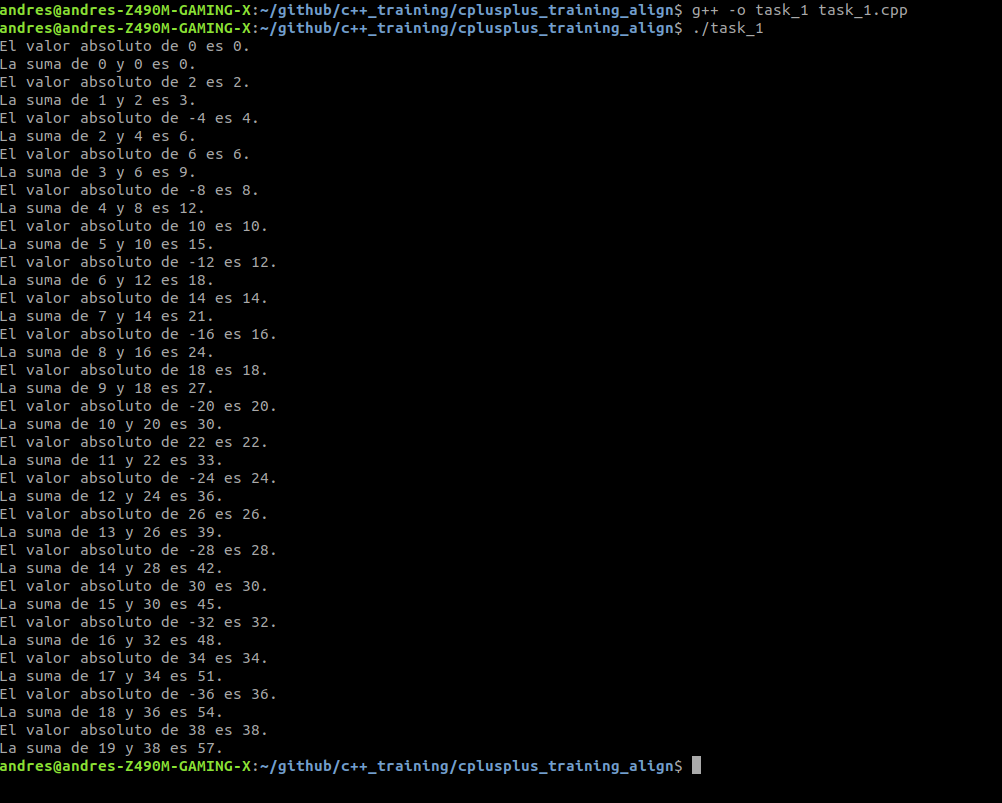 andres@andres-Z490M-GAMING-X:~/github/c++_training/cplusplus_training_align$ g++ -o task_1 task_1.cpp
andres@andres-Z490M-GAMING-X:~/github/c++_training/cplusplus_training_align$ ./task_1
El valor absoluto de 0 es 0.
La suma de 0 y 0 es 0.
El valor absoluto de 2 es 2.
La suma de 1 y 2 es 3.
El valor absoluto de -4 es 4.
La suma de 2 y 4 es 6.
El valor absoluto de 6 es 6.
La suma de 3 y 6 es 9.
El valor absoluto de -8 es 8.
La suma de 4 y 8 es 12.
El valor absoluto de 10 es 10.
La suma de 5 y 10 es 15.
El valor absoluto de -12 es 12.
La suma de 6 y 12 es 18.
El valor absoluto de 14 es 14.
La suma de 7 y 14 es 21.
El valor absoluto de -16 es 16.
La suma de 8 y 16 es 24.
El valor absoluto de 18 es 18.
La suma de 9 y 18 es 27.
El valor absoluto de -20 es 20.
La suma de 10 y 20 es 30.
El valor absoluto de 22 es 22.
La suma de 11 y 22 es 33.
El valor absoluto de -24 es 24.
La suma de 12 y 24 es 36.
El valor absoluto de 26 es 26.
La suma de 13 y 26 es 39.
El valor absoluto de -28 es 28.
La suma de 14 y 28 es 42.
El valor absoluto de 30 es 30.
La suma de 15 y 30 es 45.
El valor absoluto de -32 es 32.
La suma de 16 y 32 es 48.
El valor absoluto de 34 es 34.
La suma de 17 y 34 es 51.
El valor absoluto de -36 es 36.
La suma de 18 y 36 es 54.
El valor absoluto de 38 es 38.
La suma de 19 y 38 es 57.
andres@andres-Z490M-GAMING-X:~/github/c++_training/cplusplus_training_align$